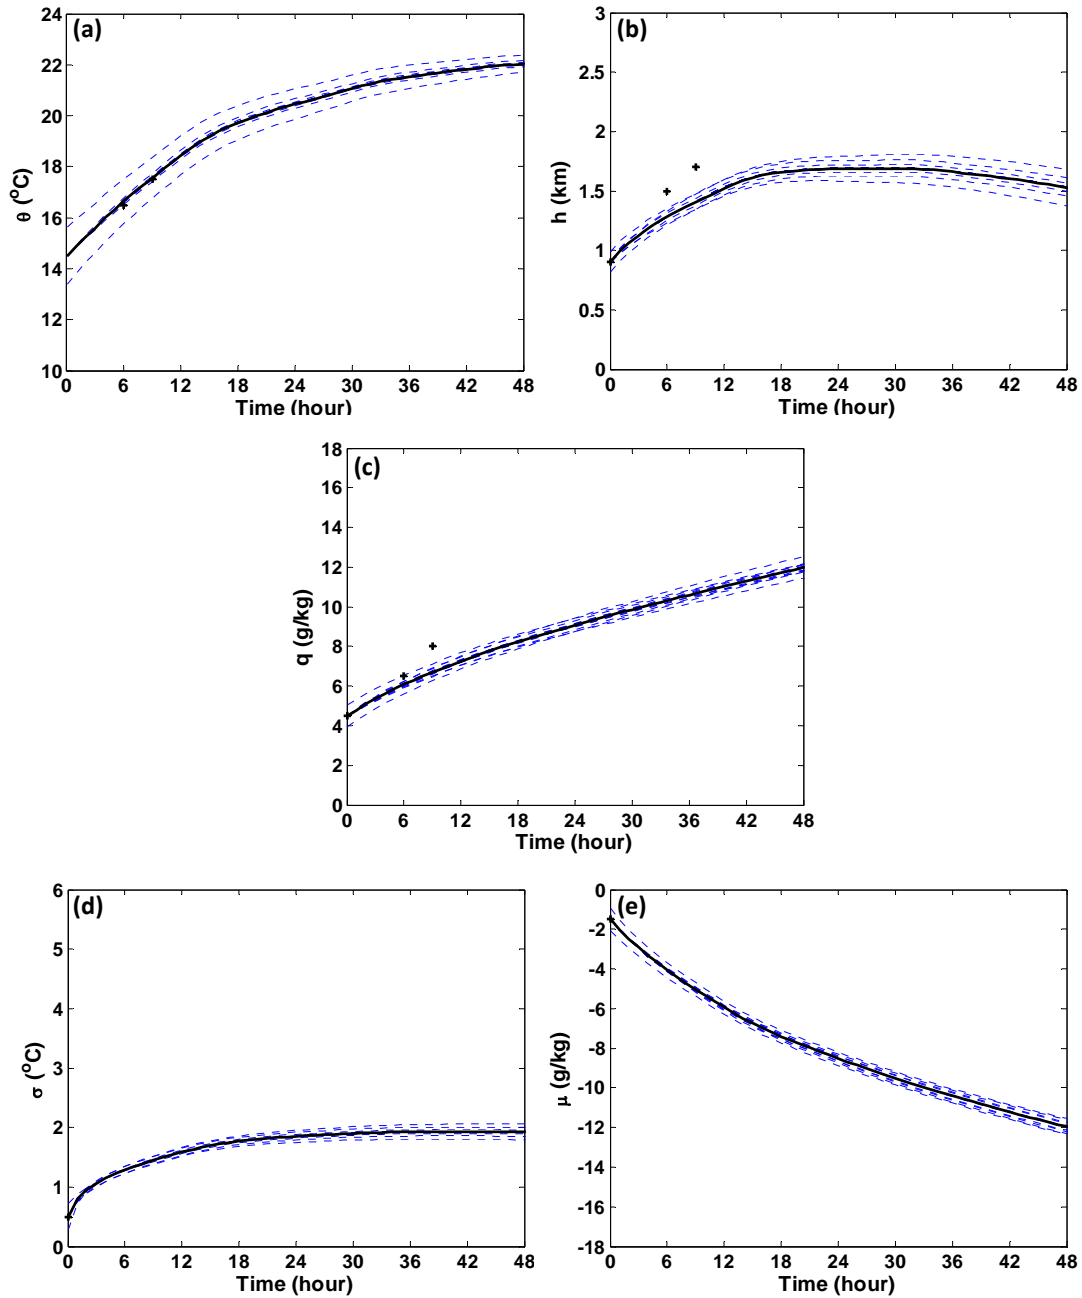 (a)
24
22
20
18
16
14
12
10
θ (°C)
0 6 12 18 24 30 36 42 48
Time (hour)
(b)
3
2.5
2
1.5
1
0.5
0
h (km)
0 6 12 18 24 30 36 42 48
Time (hour)
(c)
18
16
14
12
10
8
6
4
2
0
q (g/kg)
0 6 12 18 24 30 36 42 48
Time (hour)
(d)
6
5
4
3
2
1
0
σ (°C)
0 6 12 18 24 30 36 42 48
Time (hour)
(e)
0
-2
-4
-6
-8
-10
-12
-14
-16
-18
μ (g/kg)
0 6 12 18 24 30 36 42 48
Time (hour)